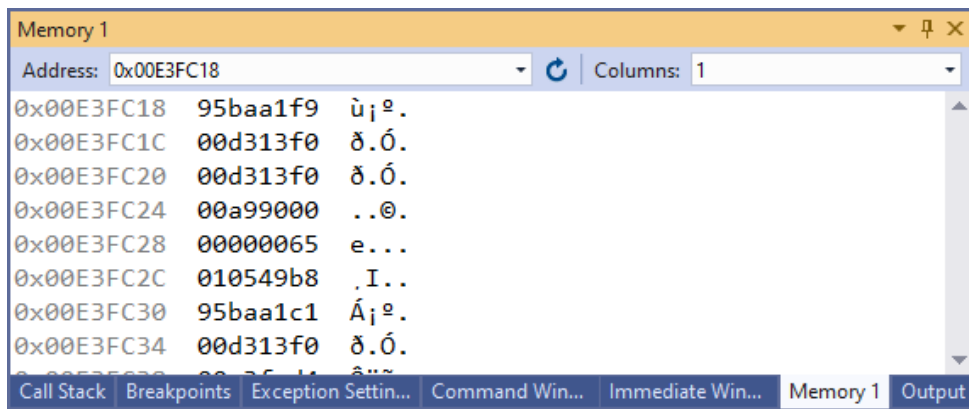 Memory 1
Address: 0x00E3FC18 Columns: 1
0x00E3FC18 95baa1f9 ù¡º.
0x00E3FC1C 00d313f0 ð.Ó.
0x00E3FC20 00d313f0 ð.Ó.
0x00E3FC24 00a99000 ..©.
0x00E3FC28 00000065 e...
0x00E3FC2C 010549b8 ¸I..
0x00E3FC30 95baa1c1 Á¡º.
0x00E3FC34 00d313f0 ð.Ó.
Call Stack Breakpoints Exception Settin... Command Win... Immediate Win... Memory 1 Output